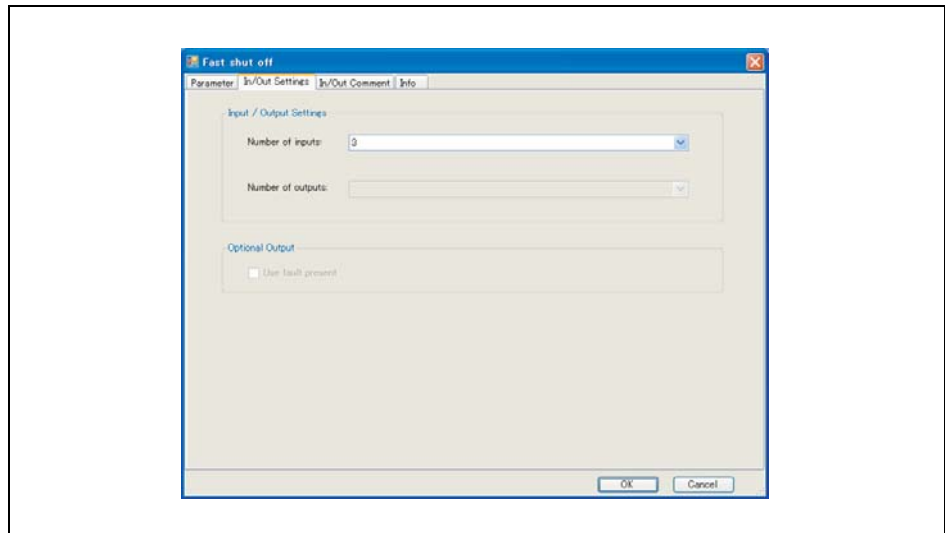 Fast shut off
Parameter In/Out Settings In/Out Comment Info
Input / Output Settings
Number of inputs: 3
Number of outputs:
Optional Output
Use fault present
OK Cancel